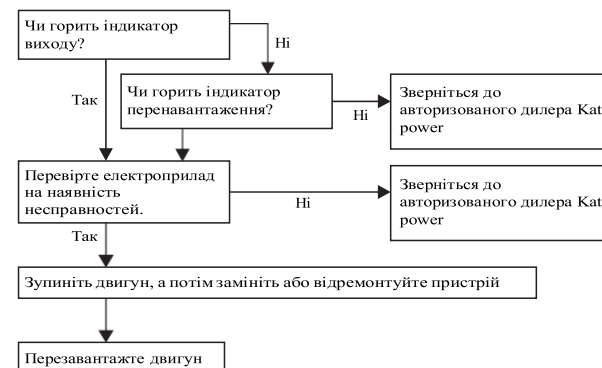 Чи горить індикатор
виходу?
Ні
Чи горить індикатор
перенавантаження?
Так
Ні
Зверніться до
авторизованого дилера Kat
power
Перевірте електроприлад
на наявність
несправностей.
Ні
Зверніться до
авторизованого дилера Kat
power
Так
Зупиніть двигун, а потім замініть або відремонтуйте пристрій
Перезавантажте двигун